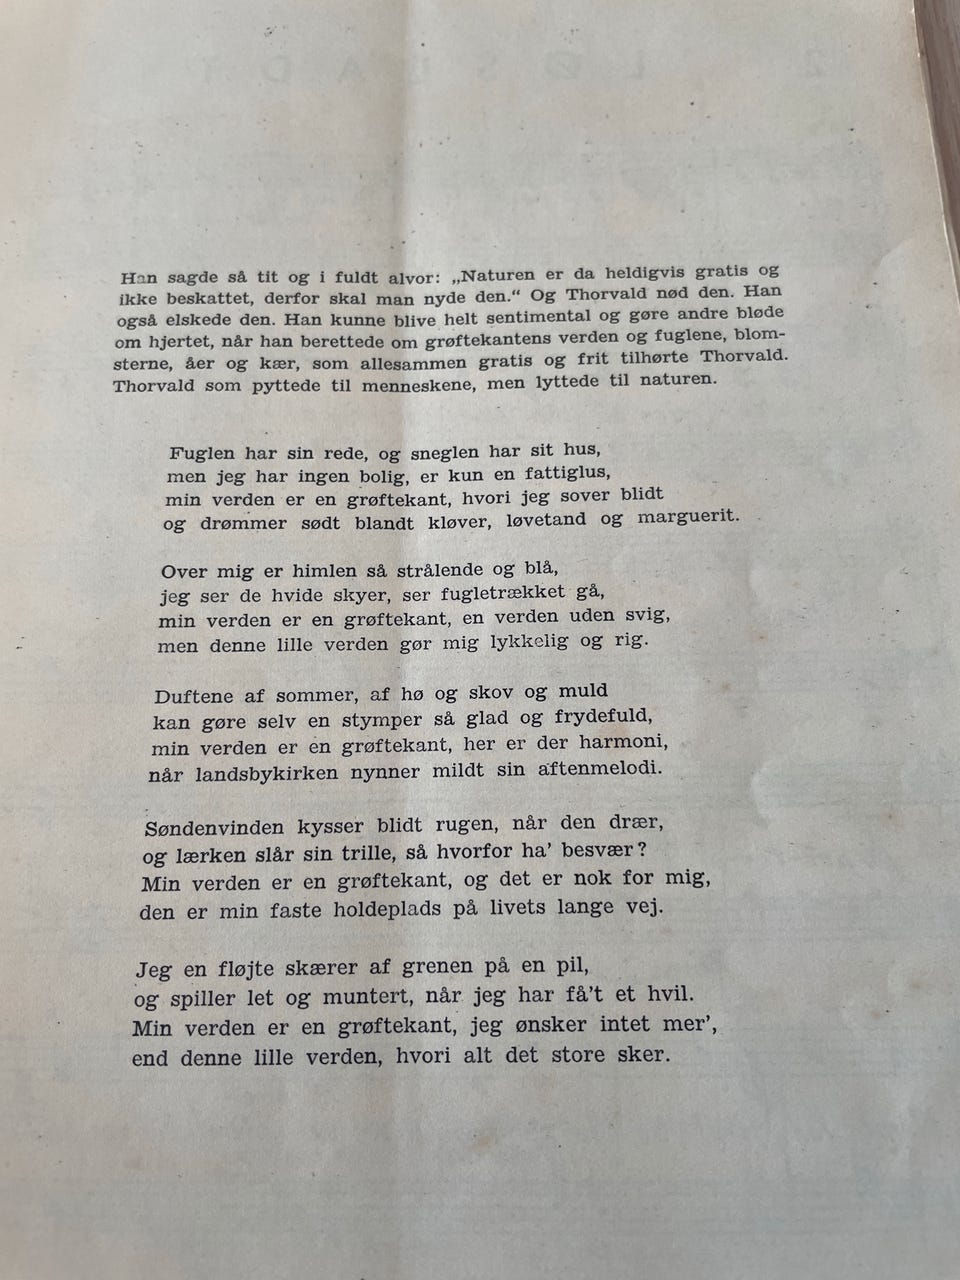 Han sagde så tit og i fuldt alvor: „Naturen er da heldigvis gratis og
ikke beskattet, derfor skal man nyde den.“ Og Thorvald nød den. Han
også elskede den. Han kunne blive helt sentimental og gøre andre bløde
om hjertet, når han berettede om grøftekantens verden og fuglene, blom-
sterne, åer og kær, som allesammen gratis og frit tilhørte Thorvald.
Thorvald som pyttede til menneskene, men lyttede til naturen.
Fuglen har sin rede, og sneglen har sit hus,
men jeg har ingen bolig, er kun en fattiglus,
min verden er en grøftekant, hvori jeg sover blidt
og drømmer sødt blandt kløver, løvetand og marguerit.
Over mig er himlen så strålende og blå,
jeg ser de hvide skyer, ser fugletrækket gå,
min verden er en grøftekant, en verden uden svig,
men denne lille verden gør mig lykkelig og rig.
Duftene af sommer, af hø og skov og muld
kan gøre selv en stymper så glad og frydefuld,
min verden er en grøftekant, her er der harmoni,
når landsbykirken nynner mildt sin aftenmelodi.
Søndenvinden kysser blidt rugen, når den drær,
og lærken slår sin trille, så hvorfor ha’ besvær?
Min verden er en grøftekant, og det er nok for mig,
den er min faste holdeplads på livets lange vej.
Jeg en fløjte skærer af grenen på en pil,
og spiller let og muntert, når jeg har få’t et hvil.
Min verden er en grøftekant, jeg ønsker intet mer’,
end denne lille verden, hvori alt det store sker.